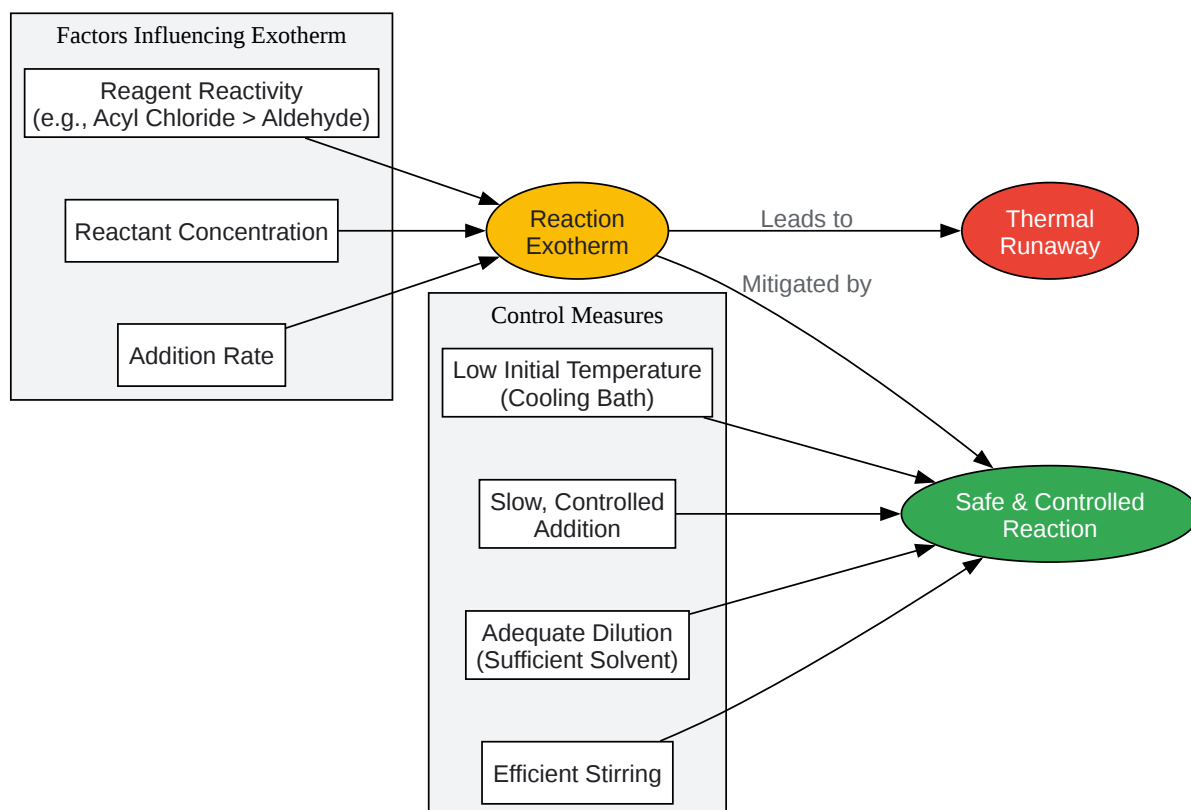 Factors Influencing Exotherm
Reagent Reactivity
(e.g., Acyl Chloride > Aldehyde)
Reactant Concentration
Addition Rate
Reaction
Exotherm
Leads to
Thermal
Runaway
Mitigated by
Control Measures
Low Initial Temperature
(Cooling Bath)
Slow, Controlled
Addition
Adequate Dilution
(Sufficient Solvent)
Efficient Stirring
Safe & Controlled
Reaction